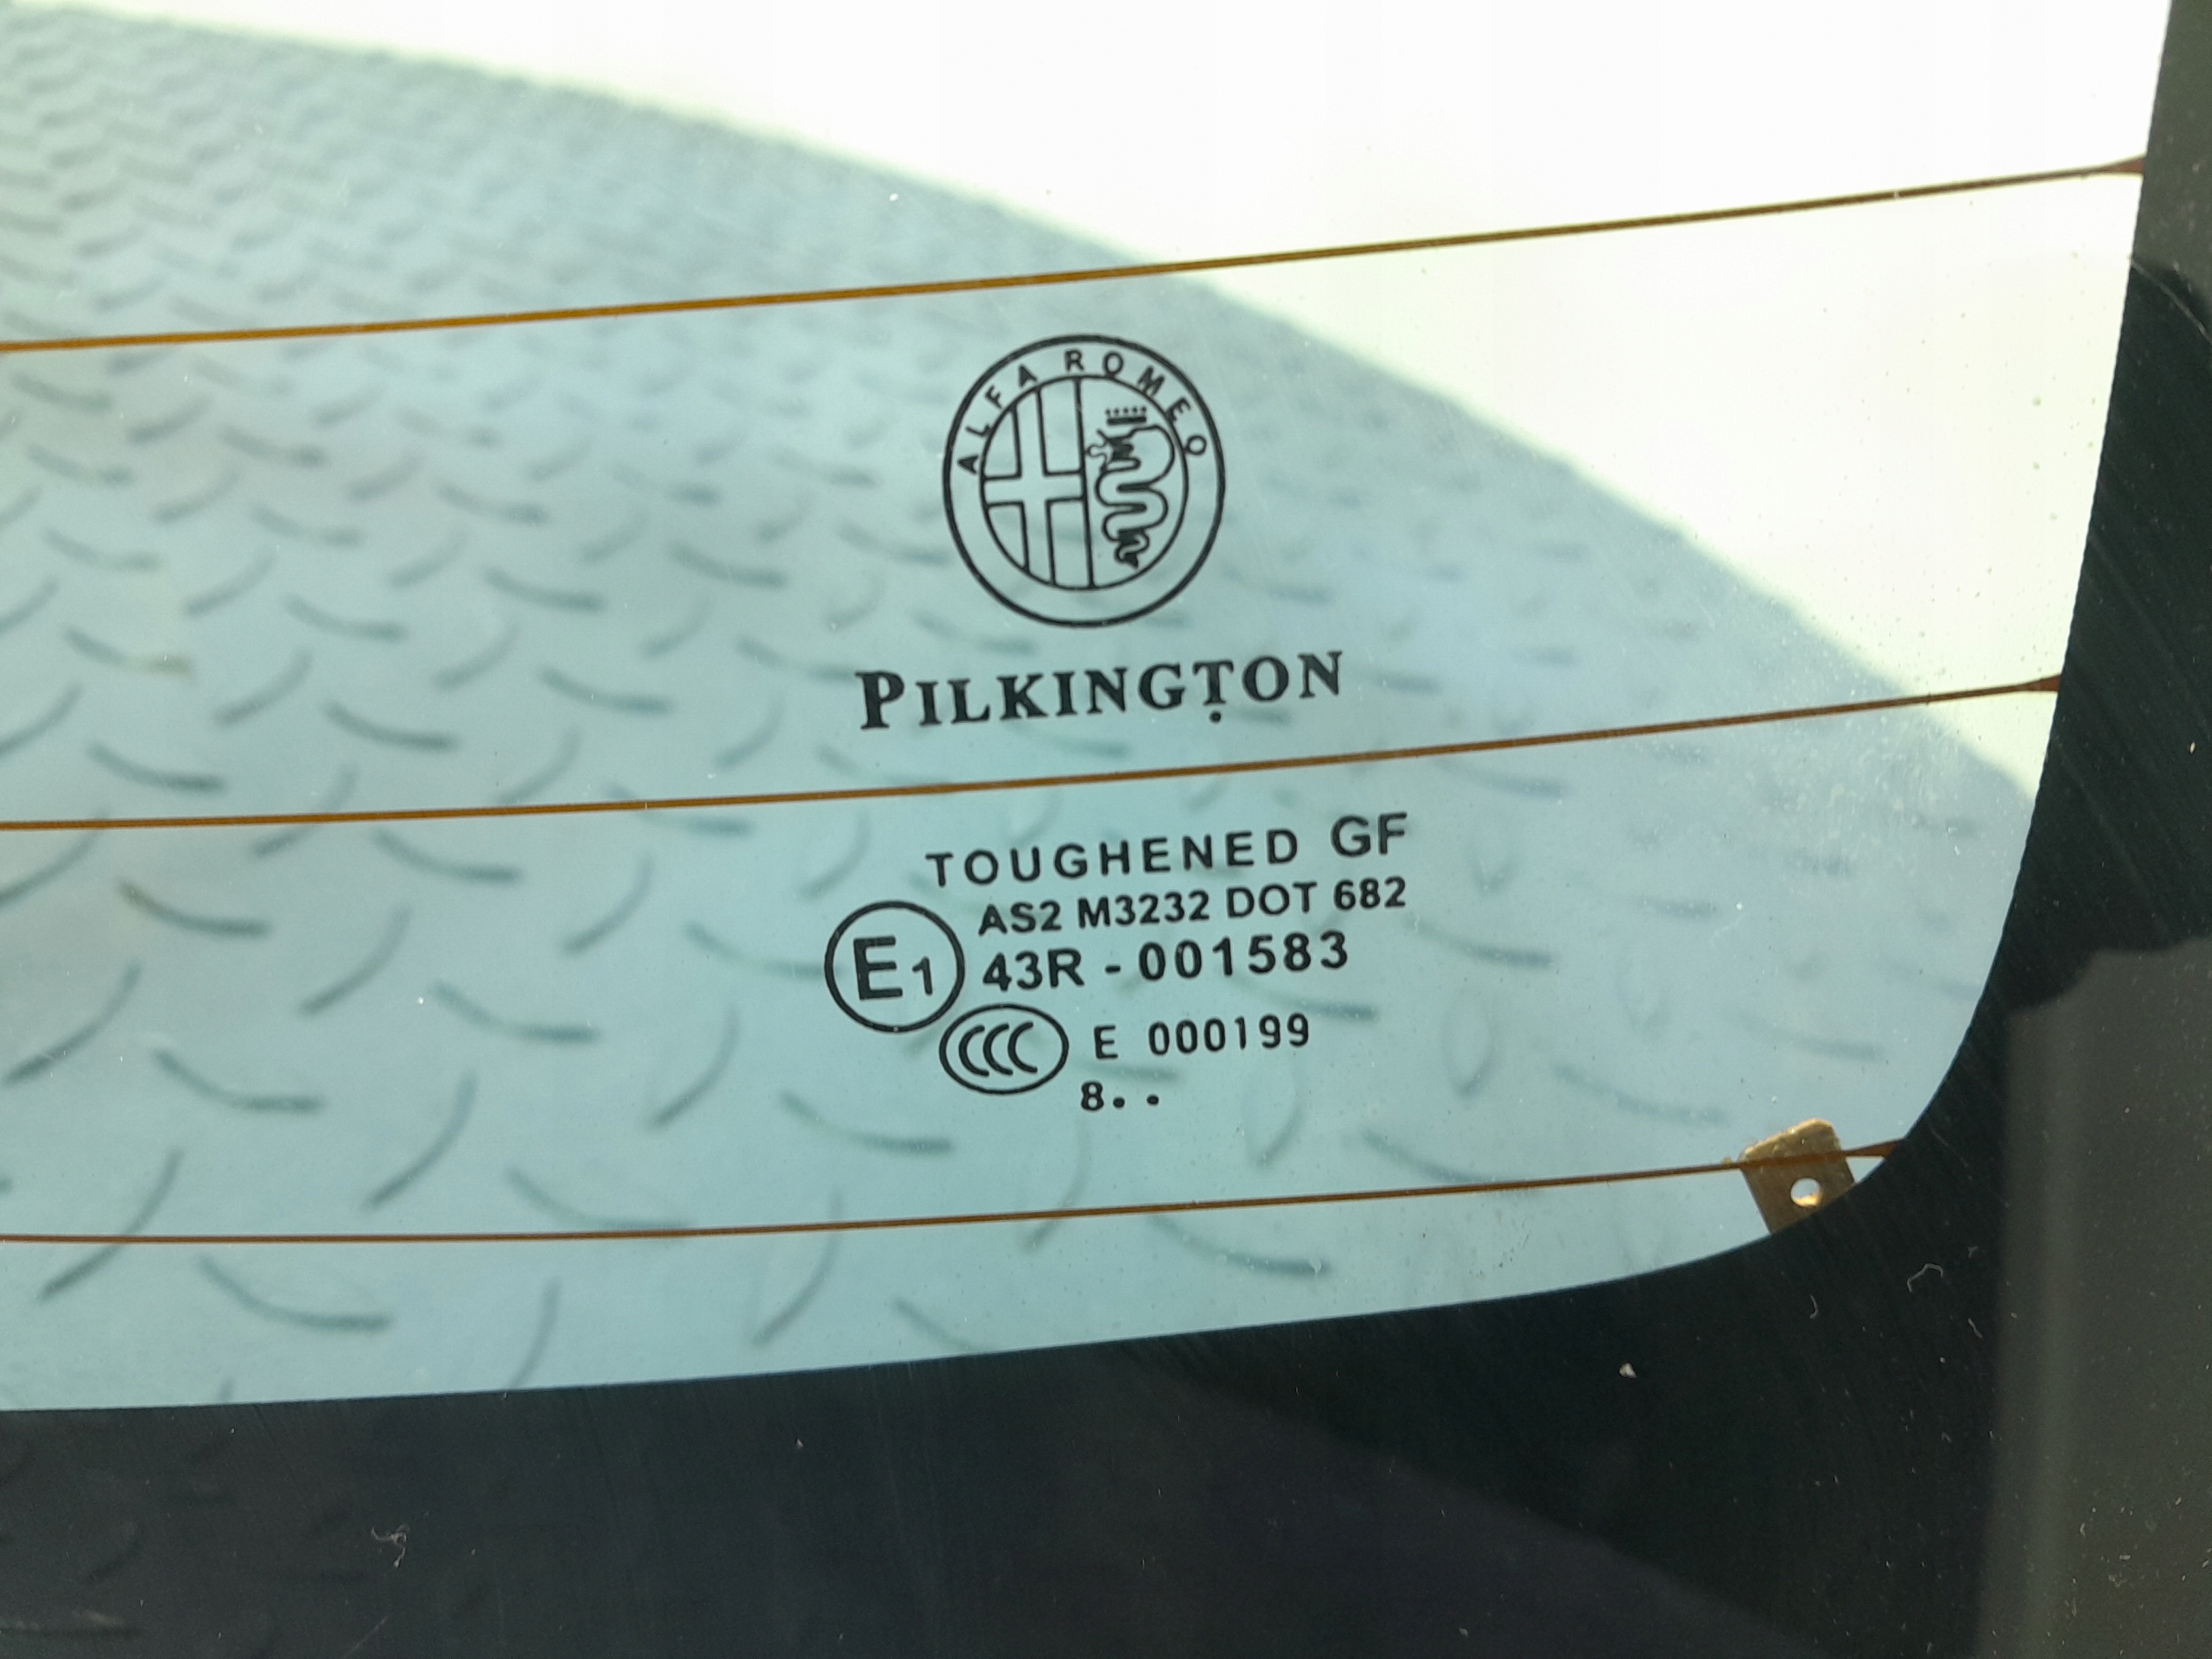 ALFA ROMEO
PILKINGTON
TOUGHENED GF
AS2 M3232 DOT 682
E1 43R - 001583
CCC E 000199
8. .